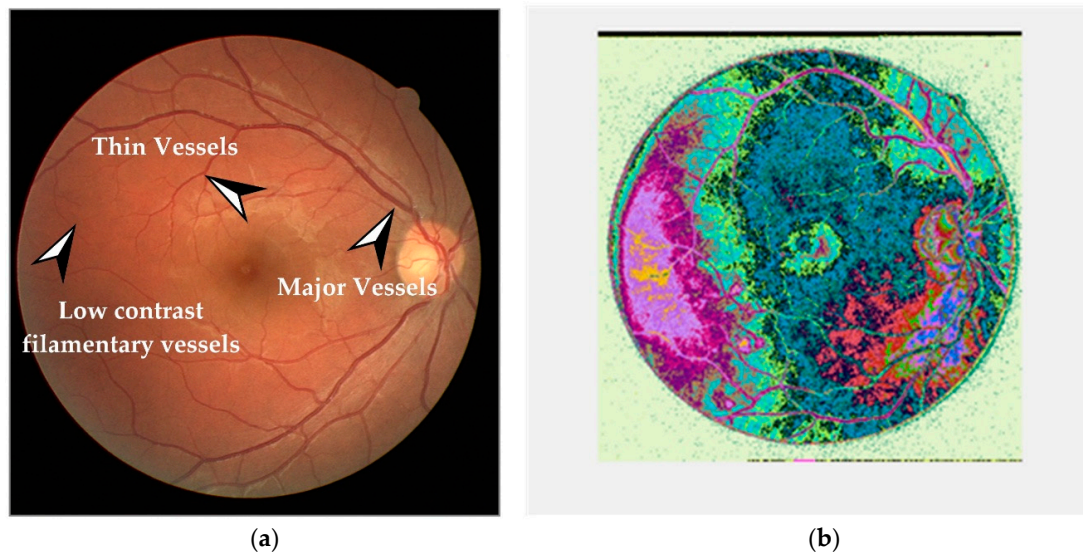 Thin Vessels
Major Vessels
Low contrast
filamentary vessels
(a)
(b)